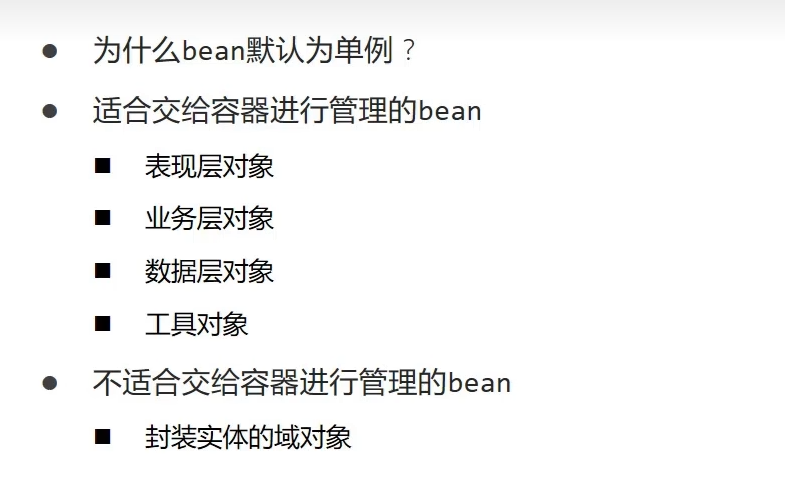 为什么bean默认为单例？
适合交给容器进行管理的bean
表现层对象
业务层对象
数据层对象
工具对象
不适合交给容器进行管理的bean
封装实体的域对象